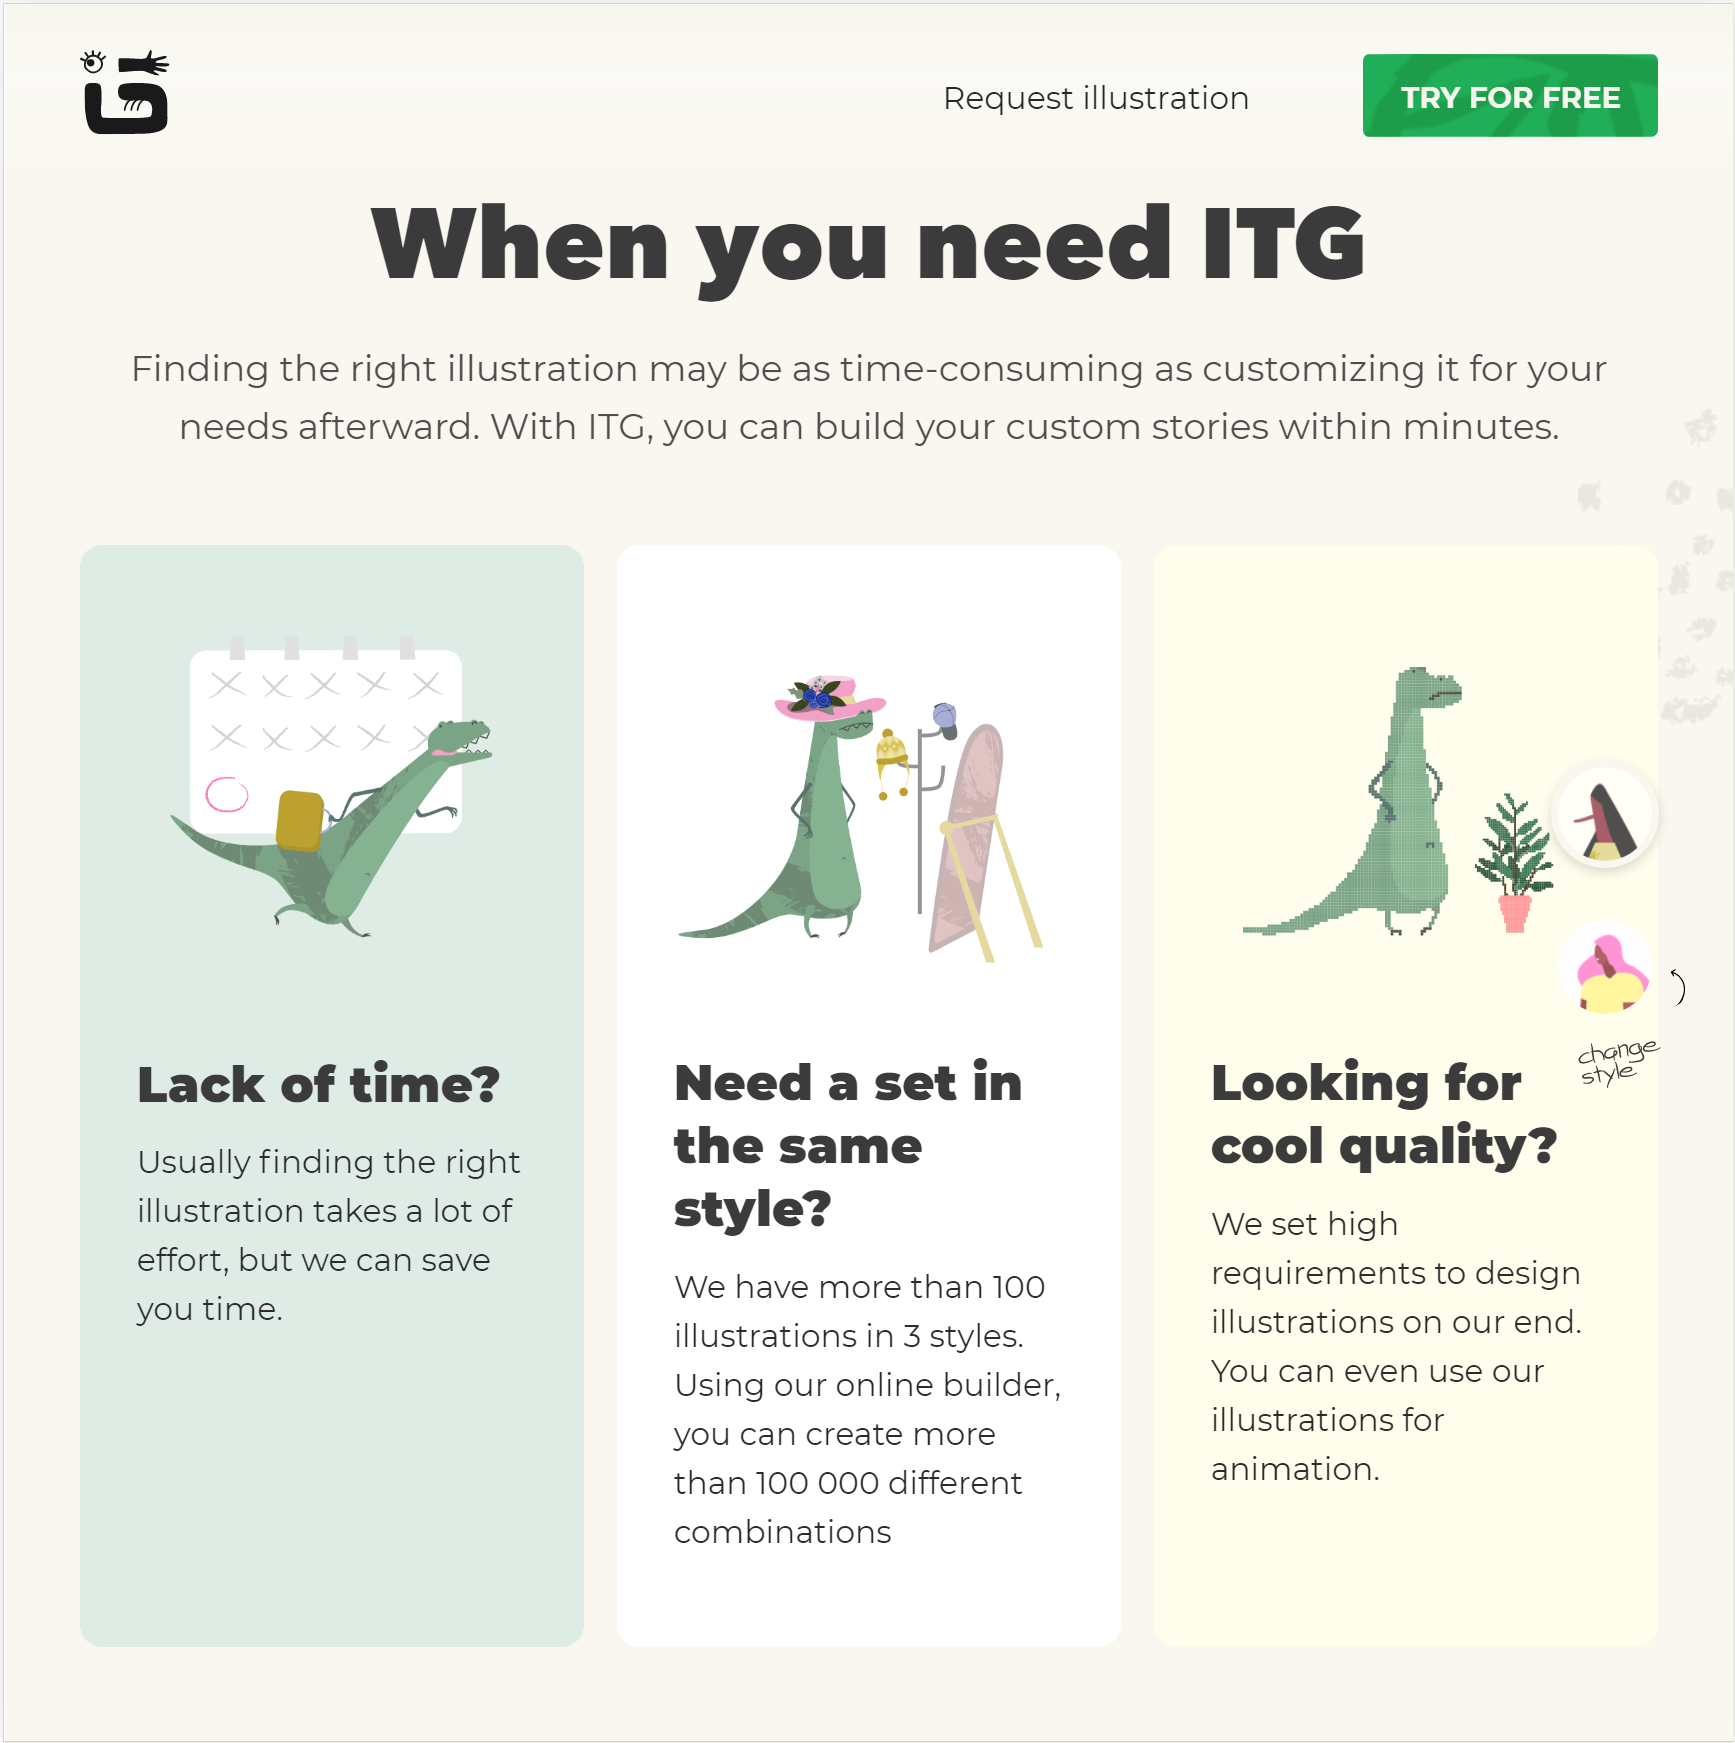 Request illustration
TRY FOR FREE
When you need ITG
Finding the right illustration may be as time-consuming as customizing it for your
needs afterward. With ITG, you can build your custom stories within minutes.
Lack of time?
Usually finding the right
illustration takes a lot of
effort, but we can save
you time.
Need a set in
the same
style?
We have more than 100
illustrations in 3 styles.
Using our online builder,
you can create more
than 100 000 different
combinations
change
style
Looking for
cool quality?
We set high
requirements to design
illustrations on our end.
You can even use our
illustrations for
animation.